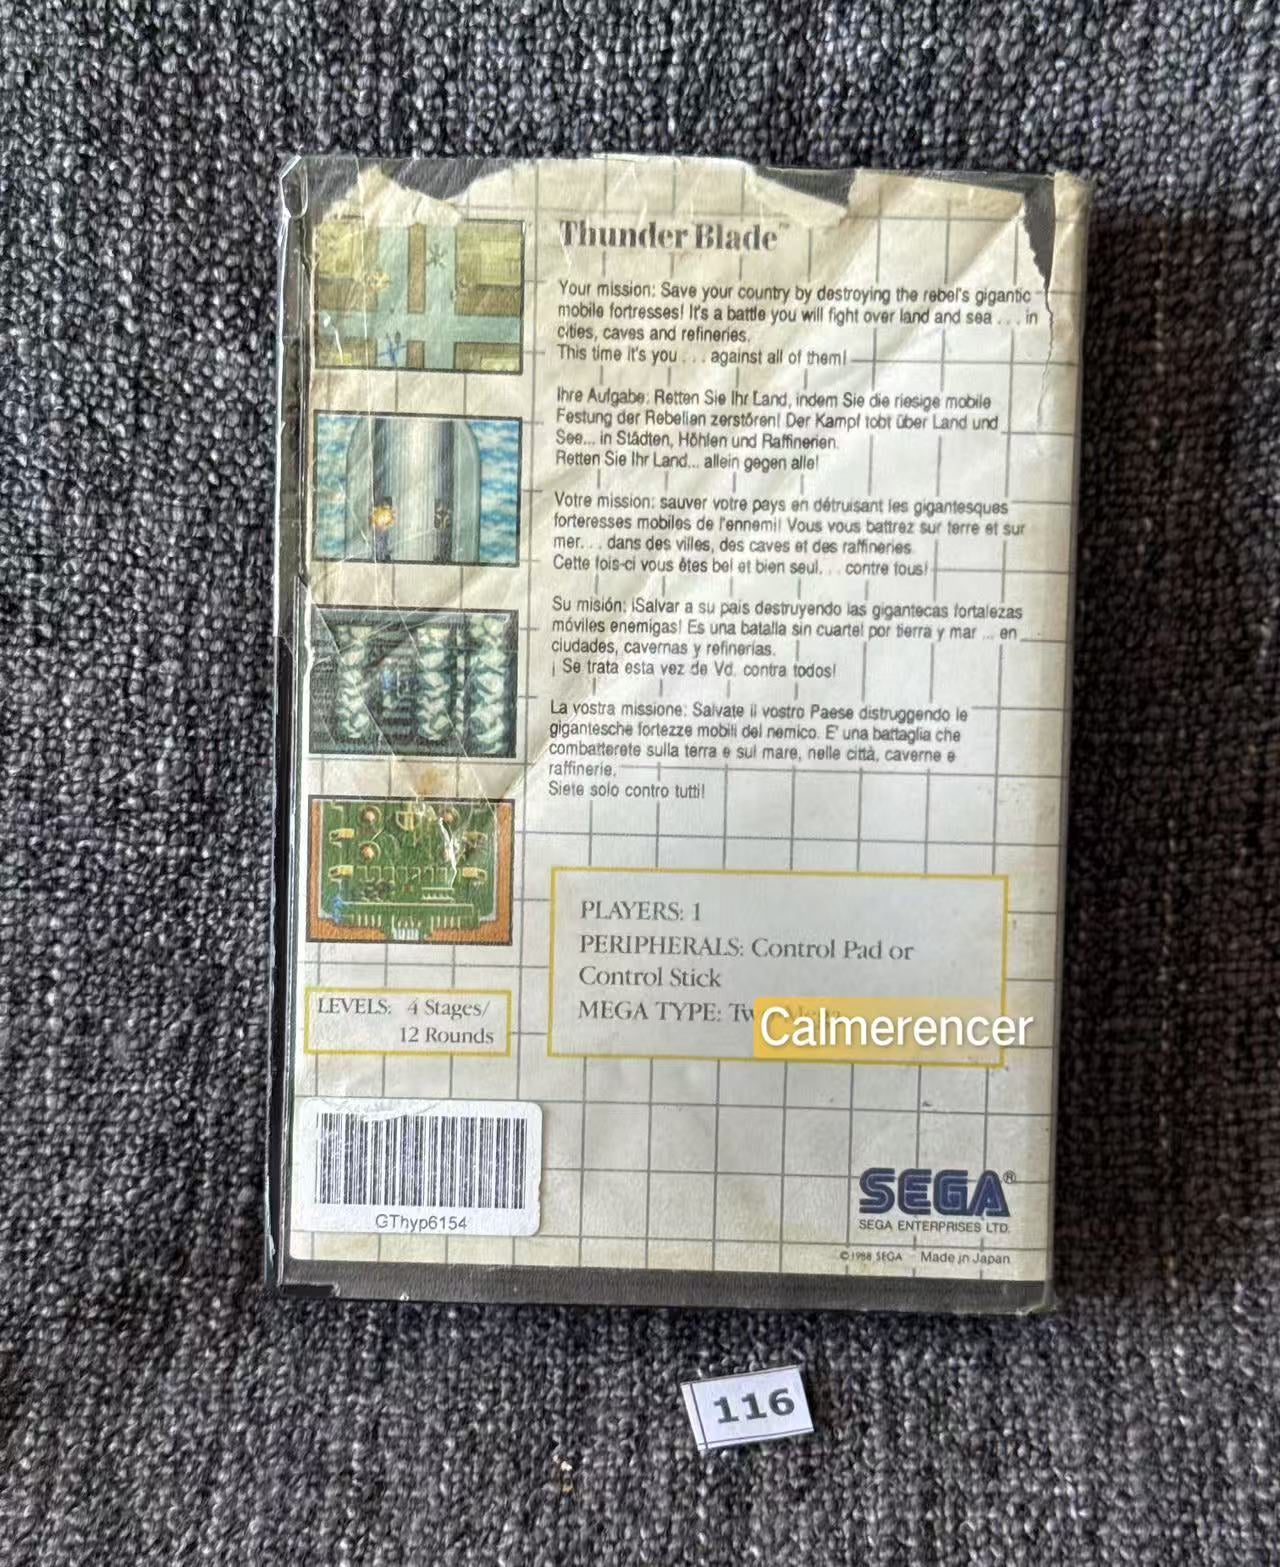 Thunder Blade™
Your mission: Save your country by destroying the rebel's gigantic
mobile fortresses! It's a battle you will fight over land and sea . . . in
cities, caves and refineries.
This time it's you . . . against all of them!
Ihre Aufgabe: Retten Sie Ihr Land, indem Sie die riesige mobile
Festung der Rebellen zerstören! Der Kampf tobt über Land und
See... in Städten, Höhlen und Raffinerien.
Retten Sie Ihr Land... allein gegen alle!
Votre mission: sauver votre pays en détruisant les gigantesques
forteresses mobiles de l'ennemi! Vous vous battrez sur terre et sur
mer. . . dans des villes, des caves et des raffineries.
Cette fois-ci vous êtes bel et bien seul. . . contre tous!
Su misión: ¡Salvar a su país destruyendo las gigantecas fortalezas
móviles enemigas! Es una batalla sin cuartel por tierra y mar ... en
ciudades, cavernas y refinerías.
¡ Se trata esta vez de Vd. contra todos!
La vostra missione: Salvate il vostro Paese distruggendo le
gigantesche fortezze mobili del nemico. E' una battaglia che
combatterete sulla terra e sul mare, nelle città, caverne e
raffinerie.
Siete solo contro tutti!
PLAYERS: 1
PERIPHERALS: Control Pad or
Control Stick
MEGA TYPE:
Calmerencer
LEVELS: 4 Stages/
12 Rounds
GThyp6154
SEGA®
SEGA ENTERPRISES LTD.
©1988 SEGA Made in Japan
116